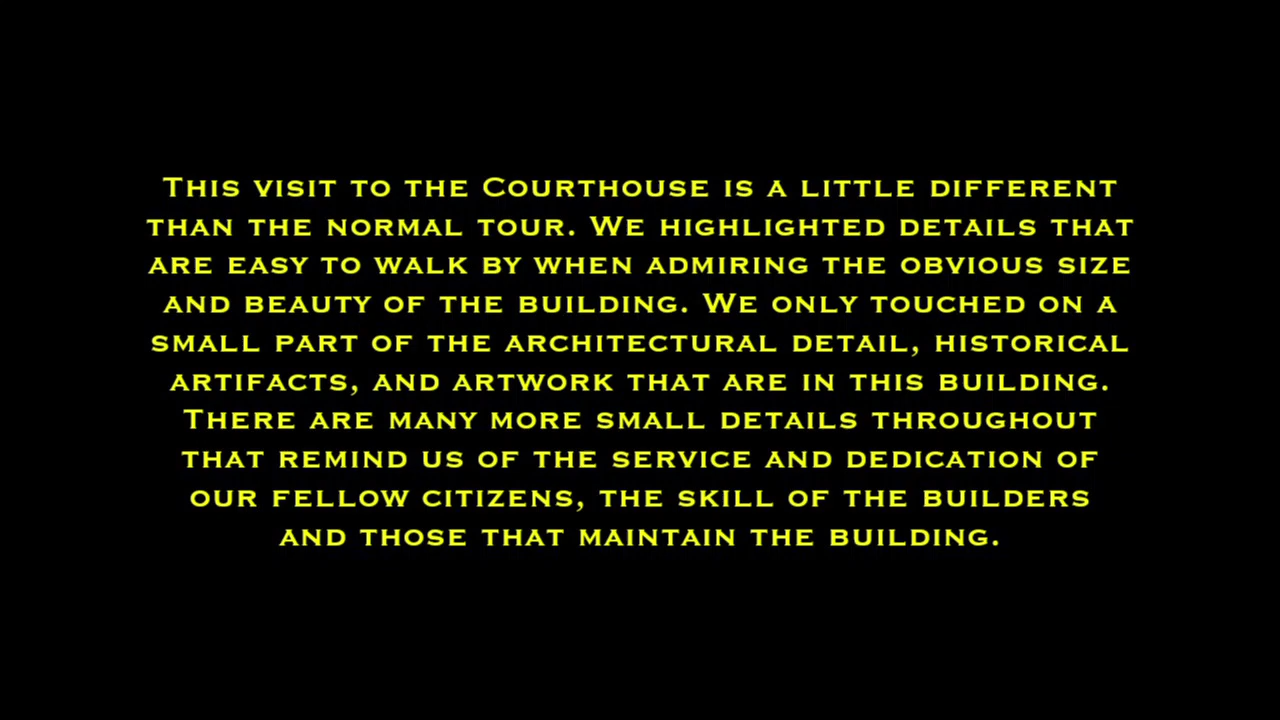 This visit to the Courthouse is a little different
than the normal tour. We highlighted details that
are easy to walk by when admiring the obvious size
and beauty of the building. We only touched on a
small part of the architectural detail, historical
artifacts, and artwork that are in this building.
There are many more small details throughout
that remind us of the service and dedication of
our fellow citizens, the skill of the builders
and those that maintain the building.